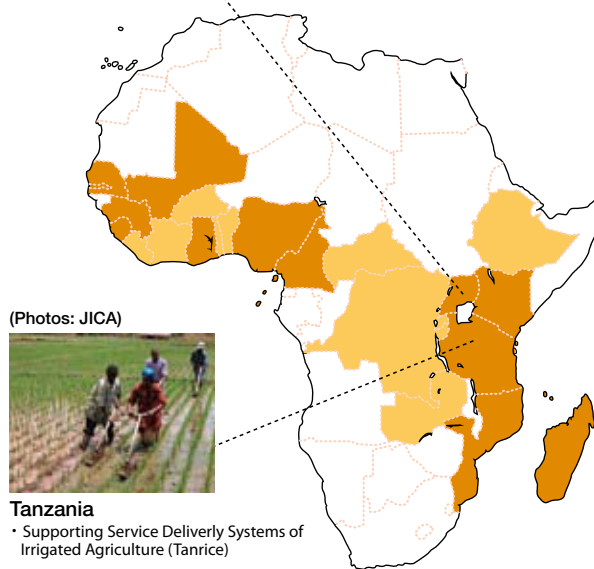 (Photos: JICA)
Tanzania
・Supporting Service Deliverly Systems of
Irrigated Agriculture (Tanrice)